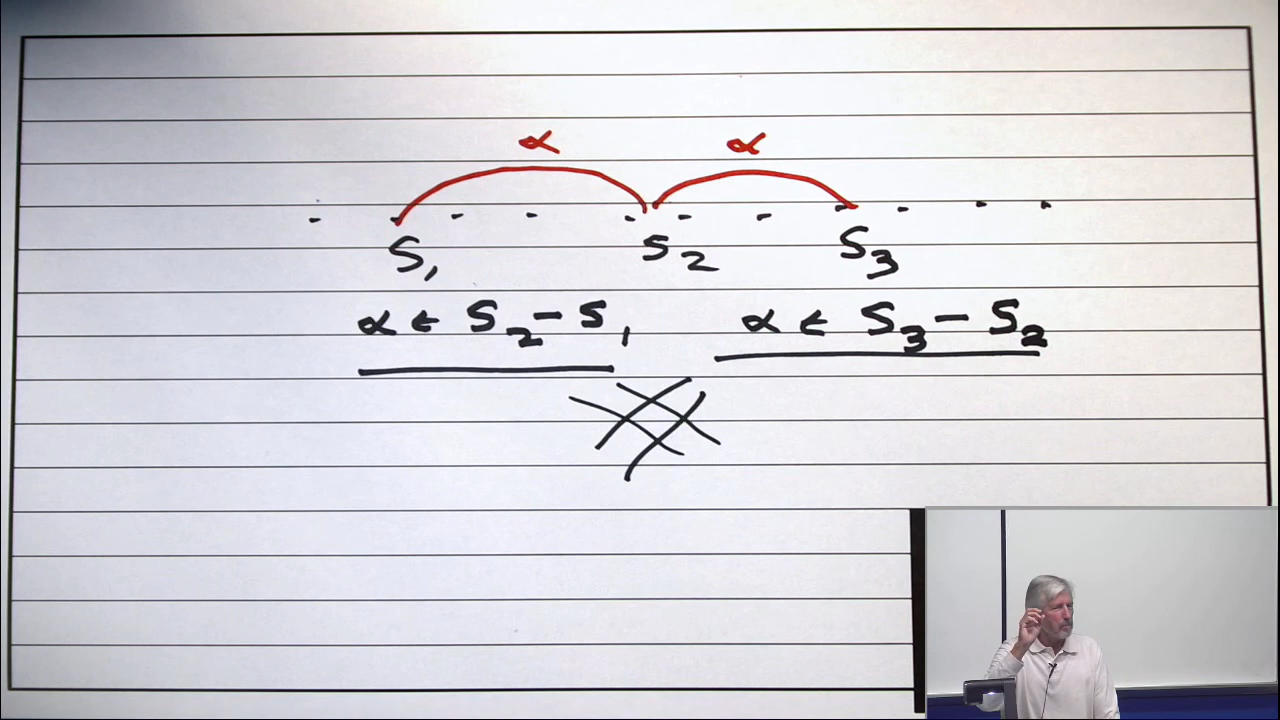 α α
S₁ S₂ S₃
α ∈ S₂ - S₁ α ∈ S₃ - S₂